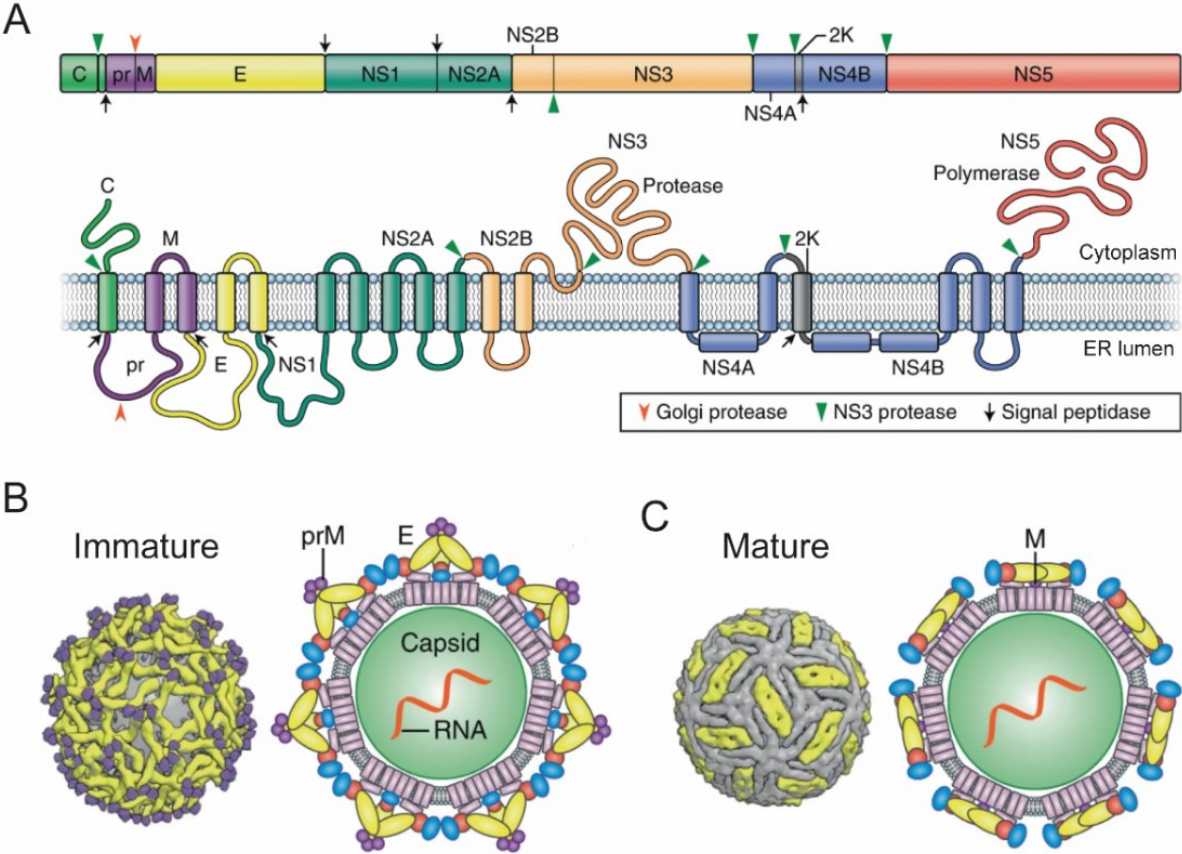 A
NS2B
2K
C
pr
M
E
NS1
NS2A
NS3
NS4B
NS5
NS4A
NS3
NS5
Polymerase
Protease
C
M
NS2A
NS2B
2K
Cytoplasm
ER lumen
pr
E
NS1
NS4A
NS4B
Golgi protease
NS3 protease
Signal peptidase
B
Immature
prM
E
Capsid
RNA
C
Mature
M